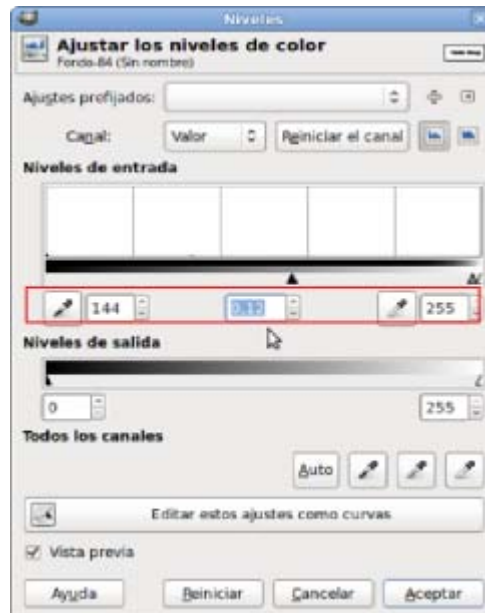 Niveles
Ajustar los niveles de color
Fondo-84 (Sin nombre)
Ajustes prefijados:
Canal: Valor Reiniciar el canal
Niveles de entrada
144 0.12 255
Niveles de salida
0 255
Todos los canales
Auto
Editar estos ajustes como curvas
Vista previa
Ayuda Reiniciar Cancelar Aceptar